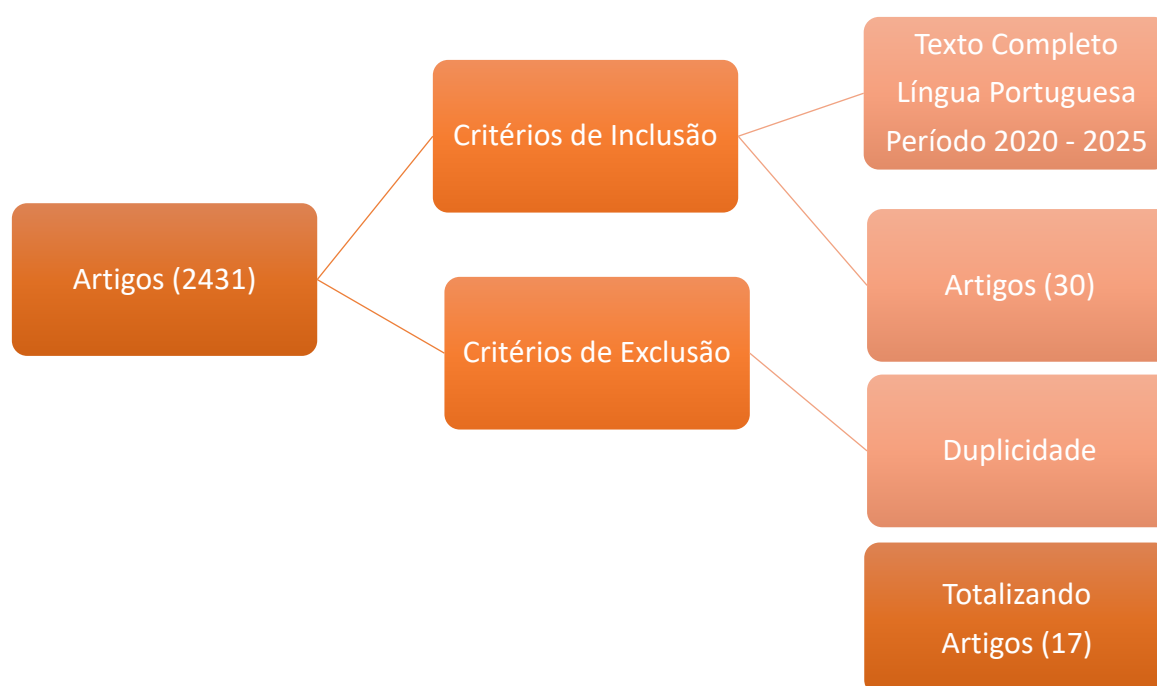 Artigos (2431)
Critérios de Inclusão
Critérios de Exclusão
Texto Completo
Língua Portuguesa
Período 2020 - 2025
Artigos (30)
Duplicidade
Totalizando
Artigos (17)